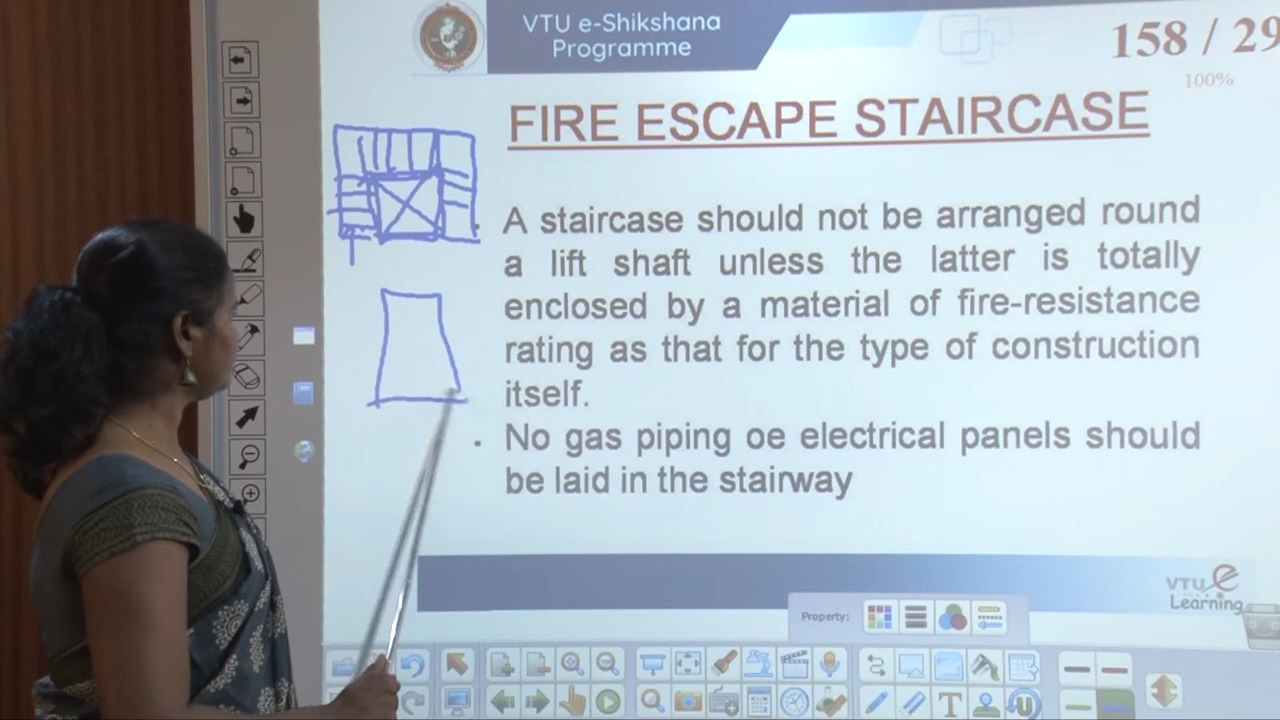 VTU e-Shikshana
Programme
158 / 29
100%
FIRE ESCAPE STAIRCASE
A staircase should not be arranged round
a lift shaft unless the latter is totally
enclosed by a material of fire-resistance
rating as that for the type of construction
itself.
. No gas piping oe electrical panels should
be laid in the stairway
VTU e
Learning
Property: